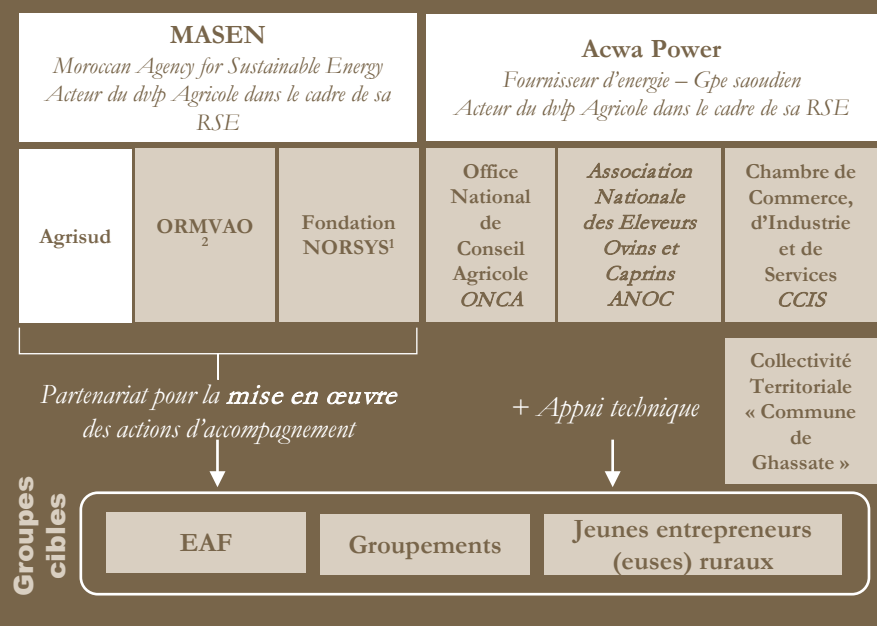 MASEN
Moroccan Agency for Sustainable Energy
Acteur du dvlp Agricole dans le cadre de sa
RSE
Acwa Power
Fournisseur d'energie – Gpe saoudien
Acteur du dvlp Agricole dans le cadre de sa RSE
Agrisud
ORMVAO
2
Fondation
NORSYS¹
Office
National
de
Conseil
Agricole
ONCA
Association
Nationale
des Eleveurs
Ovins et
Caprins
ANOC
Chambre de
Commerce,
d'Industrie
et de
Services
CCIS
Collectivité
Territoriale
« Commune
de
Ghassate »
Partenariat pour la mise en œuvre
des actions d'accompagnement
+ Appui technique
Groupes
cibles
EAF
Groupements
Jeunes entrepreneurs
(euses) ruraux